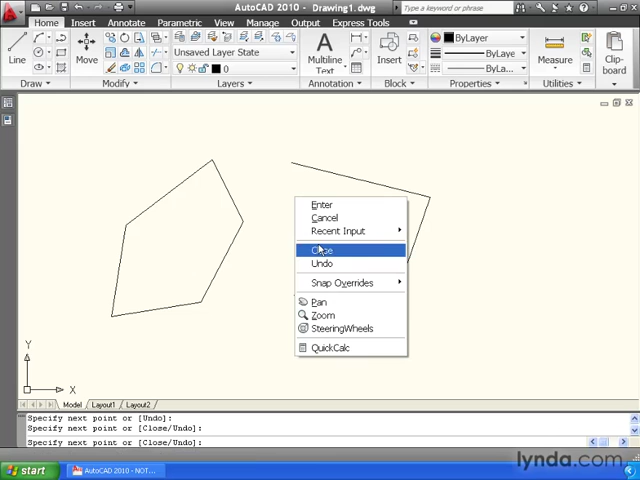 AutoCAD 2010 - Drawing1.dwg
Type a keyword or phrase
Home Insert Annotate Parametric View Manage Output Express Tools
Line
Move
Unsaved Layer State
0
Multiline
Text
Insert
ByLayer
ByLaye
ByLaye
Measure
Clip-
board
Draw Modify Layers Annotation Block Properties Utilities
Enter
Cancel
Recent Input
Undo
Snap Overrides
Pan
Zoom
SteeringWheels
QuickCalc
Y
X
Model Layout1 Layout2
Specify next point or [Undo]:
Specify next point or [Close/Undo]:
Specify next point or [Close/Undo]:
start
AutoCAD 2010 - NOT...
lynda.com